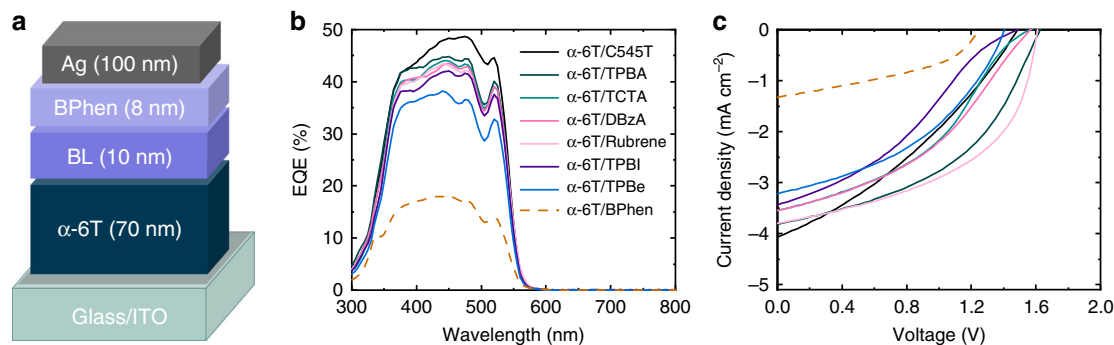 a
Ag (100 nm)
BPhen (8 nm)
BL (10 nm)
α-6T (70 nm)
Glass/ITO
b
50
40
30
20
10
0
EQE (%)
300 400 500 600 700 800
Wavelength (nm)
α-6T/C545T
α-6T/TPBA
α-6T/TCTA
α-6T/DBzA
α-6T/Rubrene
α-6T/TPBI
α-6T/TPBe
α-6T/BPhen
c
0
–1
–2
–3
–4
–5
Current density (mA cm⁻²)
0.0 0.4 0.8 1.2 1.6 2.0
Voltage (V)